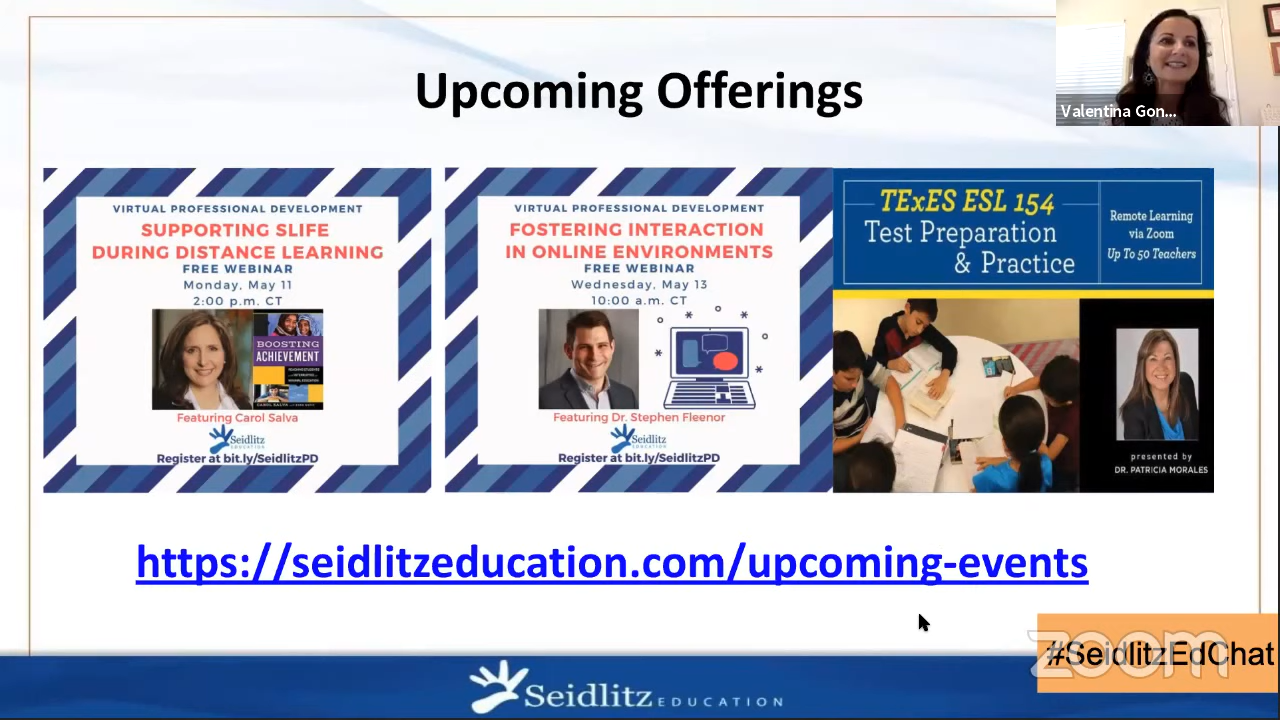 Upcoming Offerings
Valentina Gon...
VIRTUAL PROFESSIONAL DEVELOPMENT
SUPPORTING SLIFE
DURING DISTANCE LEARNING
FREE WEBINAR
Monday, May 11
2:00 p.m. CT
BOOSTING
ACHIEVEMENT
Featuring Carol Salva
Seidlitz
EDUCATION
Register at bit.ly/SeidlitzPD
VIRTUAL PROFESSIONAL DEVELOPMENT
FOSTERING INTERACTION
IN ONLINE ENVIRONMENTS
FREE WEBINAR
Wednesday, May 13
10:00 a.m. CT
Featuring Dr. Stephen Fleenor
Seidlitz
EDUCATION
Register at bit.ly/SeidlitzPD
TExES ESL 154
Test Preparation
& Practice
Remote Learning
via Zoom
Up To 50 Teachers
presented by
DR. PATRICIA MORALES
https://seidlitzeducation.com/upcoming-events
zoom
#SeidlitzEdChat
Seidlitz EDUCATION